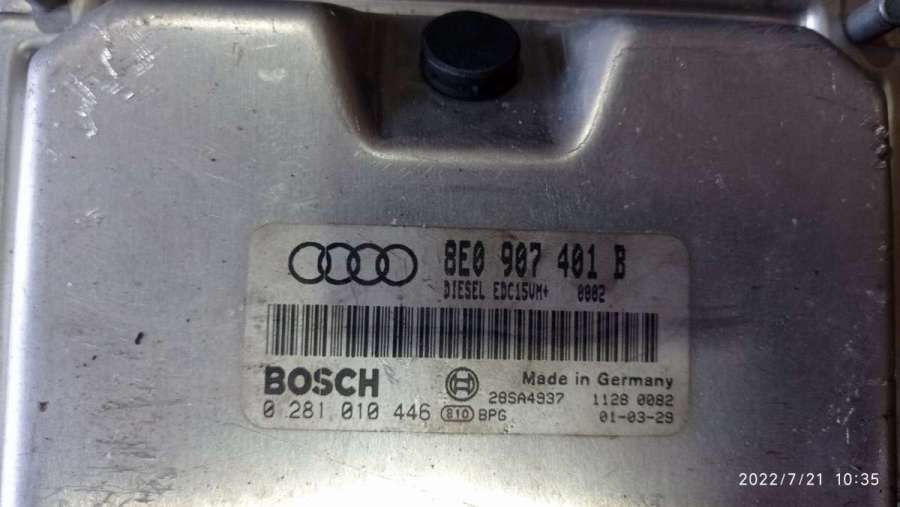 8E0 907 401 B
DIESEL EDC15VM+ 0002
BOSCH
Made in Germany
28SA4937 1128 0082
0 281 010 446 810 BPG 01-03-29
2022/7/21 10:35